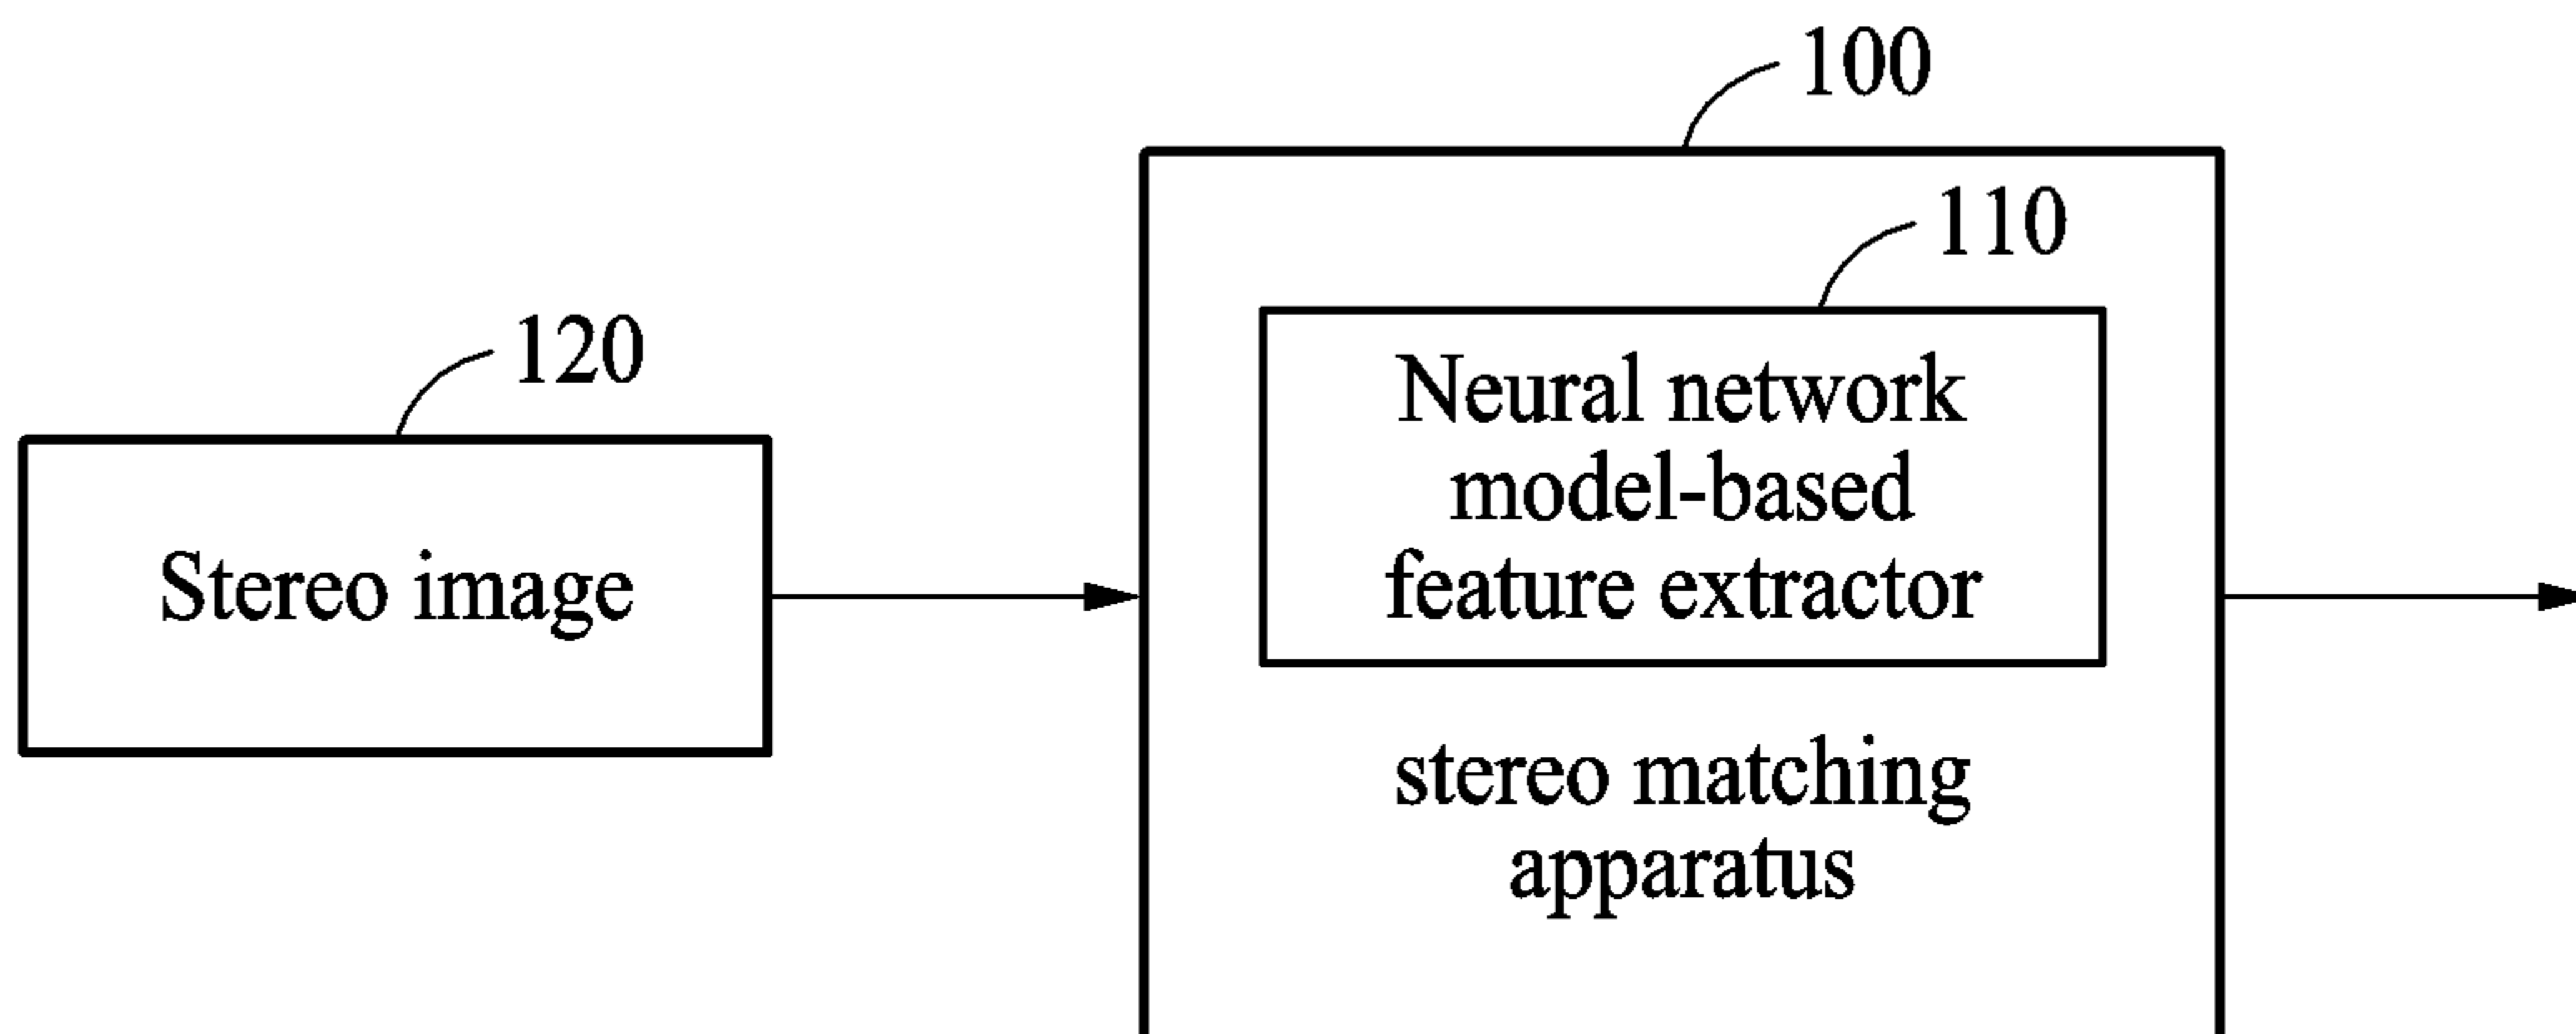 100
110
120
Neural network
model-based
feature extractor
Stereo image
stereo matching
apparatus